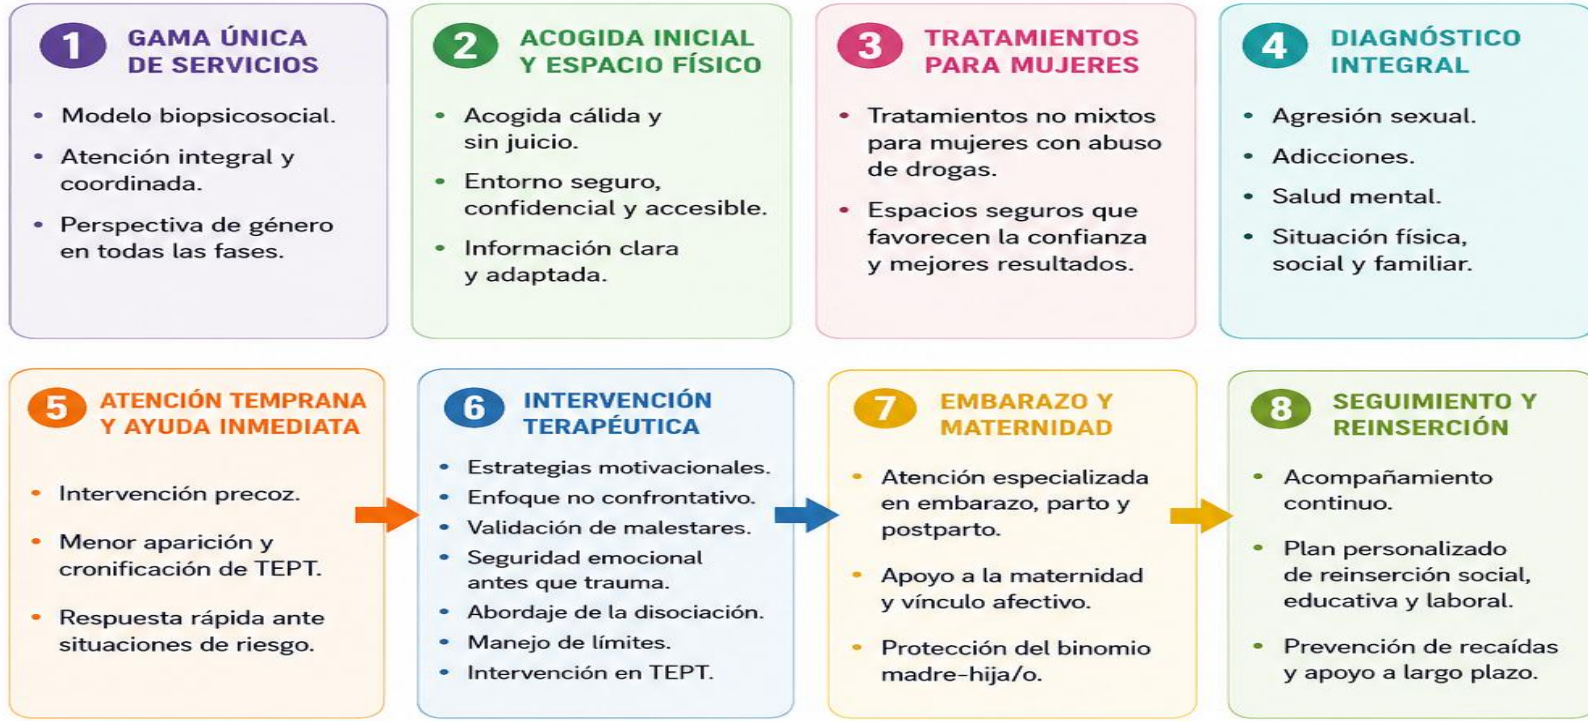 1 GAMA ÚNICA
DE SERVICIOS
• Modelo biopsicosocial.
• Atención integral y
coordinada.
• Perspectiva de género
en todas las fases.
2 ACOGIDA INICIAL
Y ESPACIO FÍSICO
• Acogida cálida y
sin juicio.
• Entorno seguro,
confidencial y accesible.
• Información clara
y adaptada.
3 TRATAMIENTOS
PARA MUJERES
• Tratamientos no mixtos
para mujeres con abuso
de drogas.
• Espacios seguros que
favorecen la confianza
y mejores resultados.
4 DIAGNÓSTICO
INTEGRAL
• Agresión sexual.
• Adicciones.
• Salud mental.
• Situación física,
social y familiar.
5 ATENCIÓN TEMPRANA
Y AYUDA INMEDIATA
• Intervención precoz.
• Menor aparición y
cronificación de TEPT.
• Respuesta rápida ante
situaciones de riesgo.
6 INTERVENCIÓN
TERAPÉUTICA
• Estrategias motivacionales.
• Enfoque no confrontativo.
• Validación de malestares.
• Seguridad emocional
antes que trauma.
• Abordaje de la disociación.
• Manejo de límites.
• Intervención en TEPT.
7 EMBARAZO Y
MATERNIDAD
• Atención especializada
en embarazo, parto y
postparto.
• Apoyo a la maternidad
y vínculo afectivo.
• Protección del binomio
madre-hija/o.
8 SEGUIMIENTO Y
REINSERCIÓN
• Acompañamiento
continuo.
• Plan personalizado
de reinserción social,
educativa y laboral.
• Prevención de recaídas
y apoyo a largo plazo.